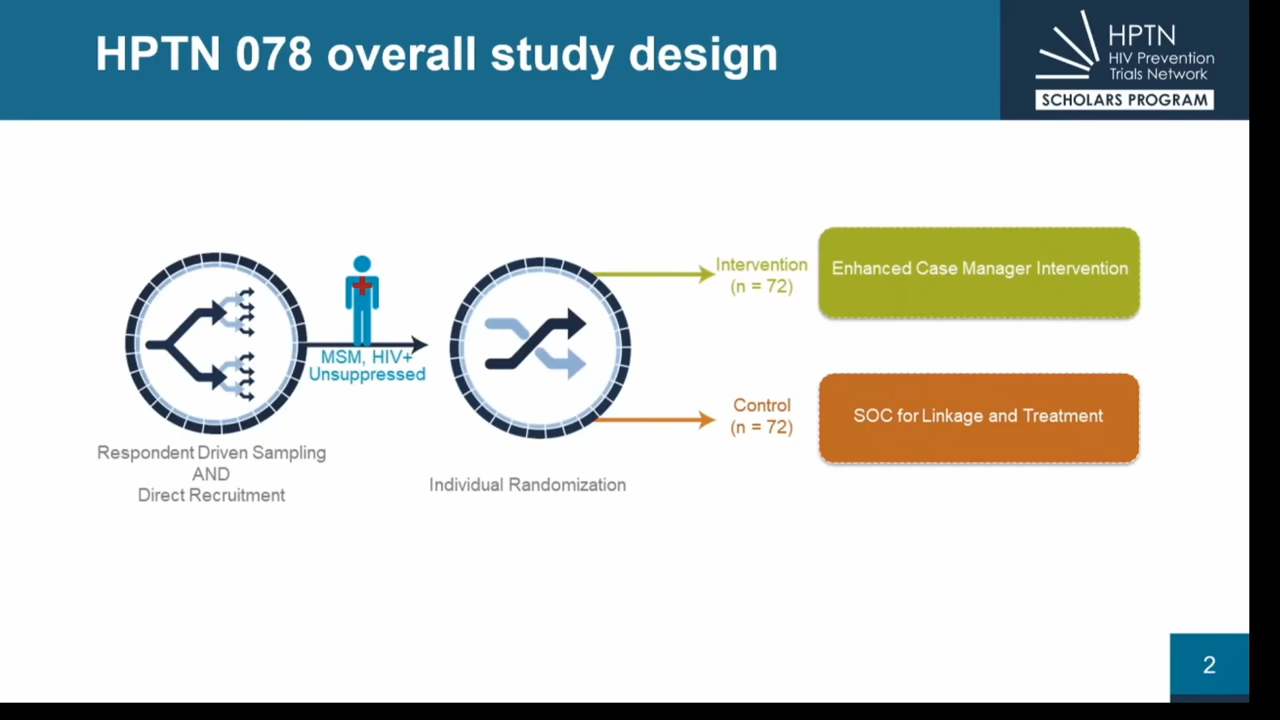 HPTN 078 overall study design
HPTN
HIV Prevention
Trials Network
SCHOLARS PROGRAM
Respondent Driven Sampling
AND
Direct Recruitment
MSM, HIV+
Unsuppressed
Individual Randomization
Intervention
(n = 72)
Enhanced Case Manager Intervention
Control
(n = 72)
SOC for Linkage and Treatment
2